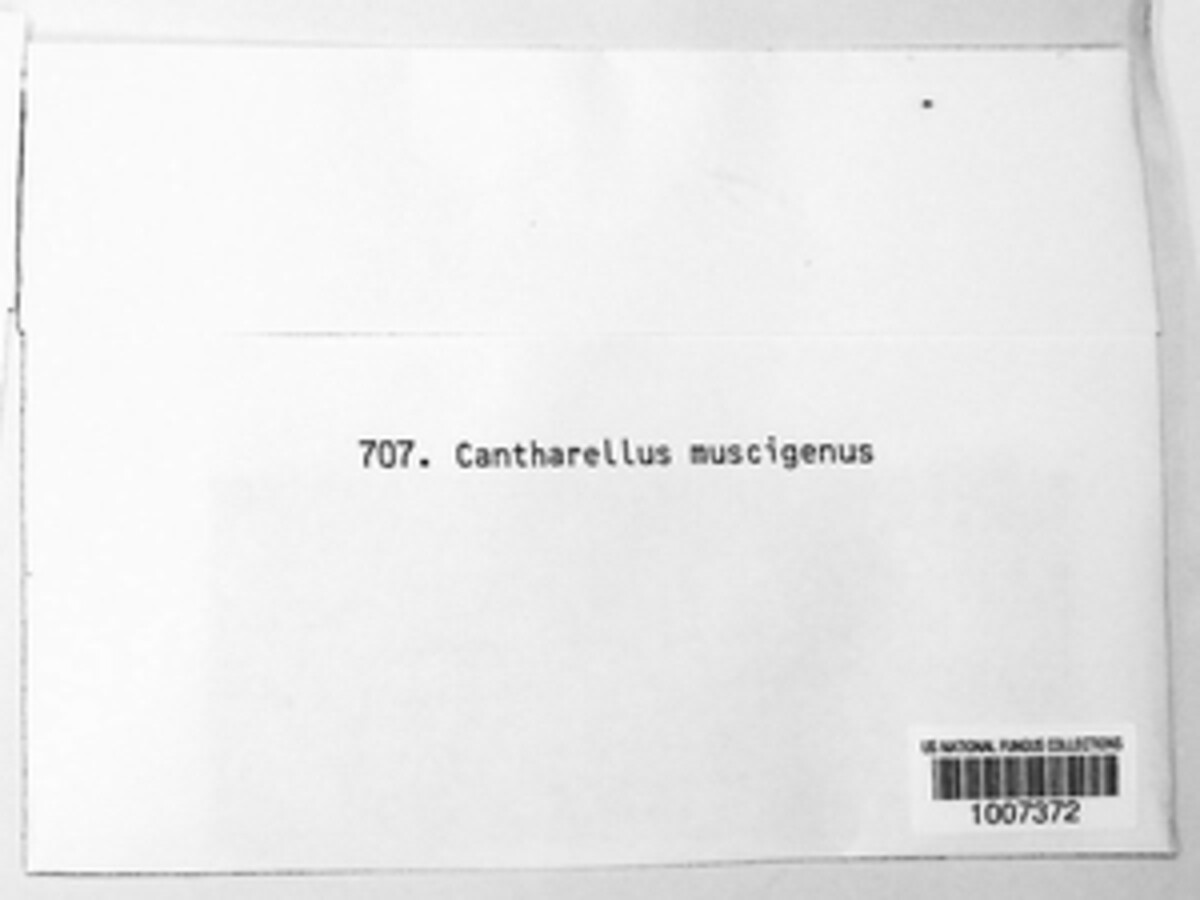 707. Cantharellus muscigenus
US NATIONAL FUNGUS COLLECTIONS
1007372